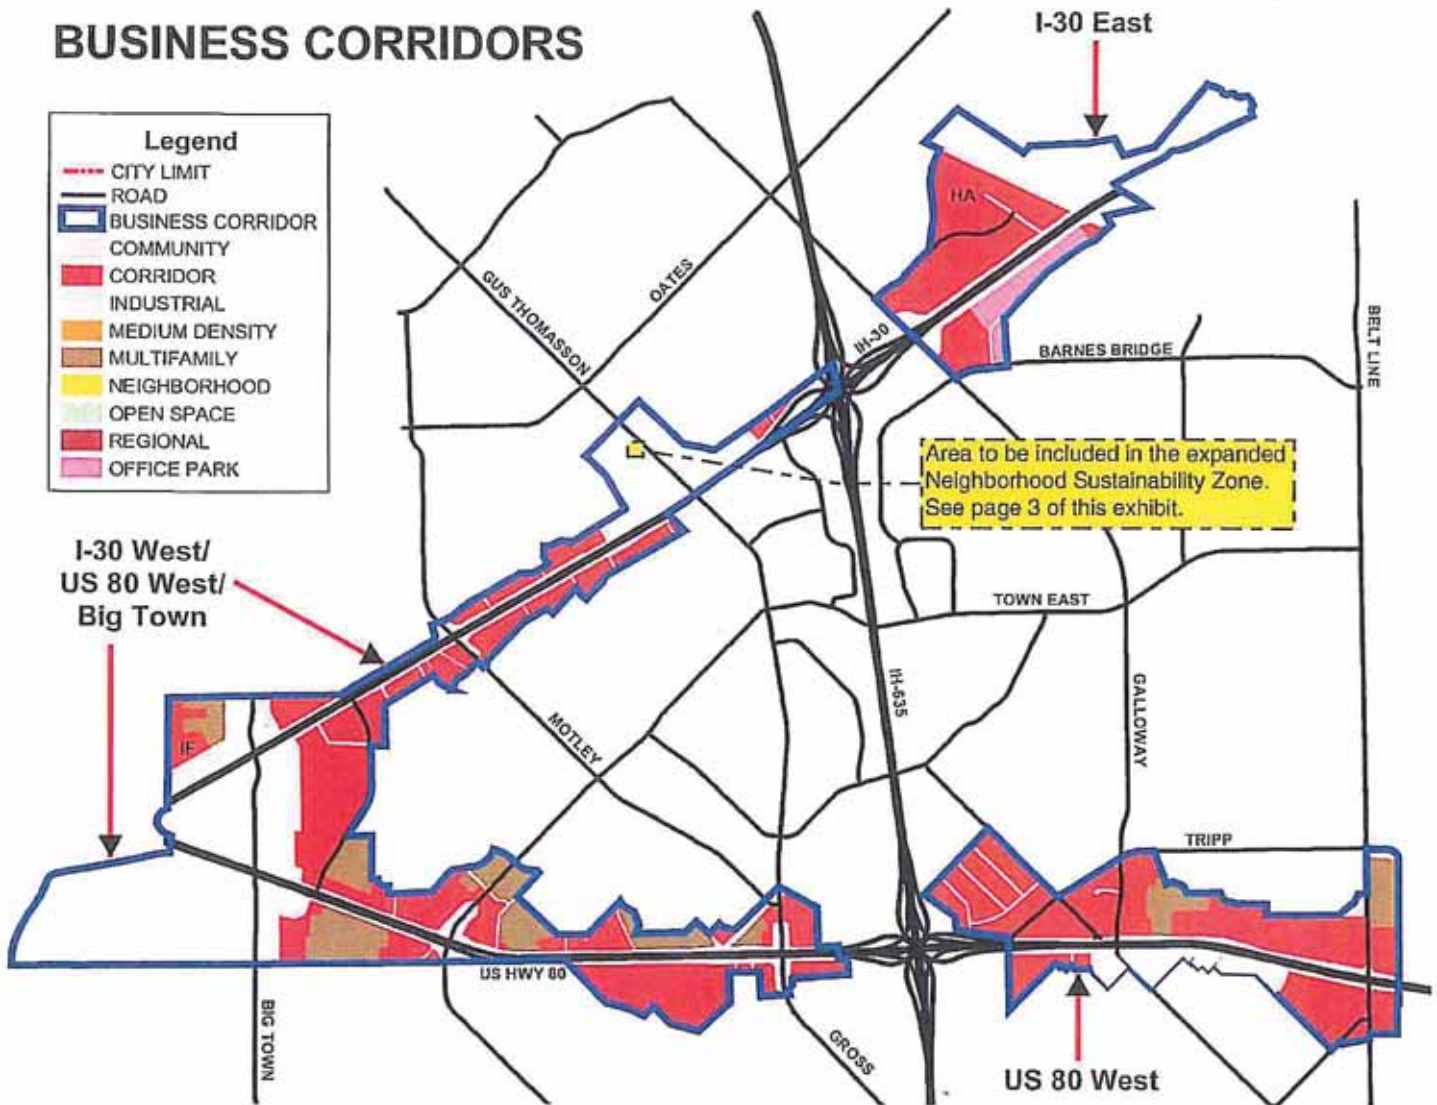 BUSINESS CORRIDORS
I-30 East
Legend
CITY LIMIT
ROAD
BUSINESS CORRIDOR
COMMUNITY
CORRIDOR
INDUSTRIAL
MEDIUM DENSITY
MULTIFAMILY
NEIGHBORHOOD
OPEN SPACE
REGIONAL
OFFICE PARK
HA
GUS THOMASSON
OATES
IH-30
BARNES BRIDGE
BELT LINE
Area to be included in the expanded
Neighborhood Sustainability Zone.
See page 3 of this exhibit.
I-30 West/
US 80 West/
Big Town
TOWN EAST
IH-635
GALLOWAY
MOTLEY
IF
TRIPP
US HWY 80
BIG TOWN
GROSS
US 80 West